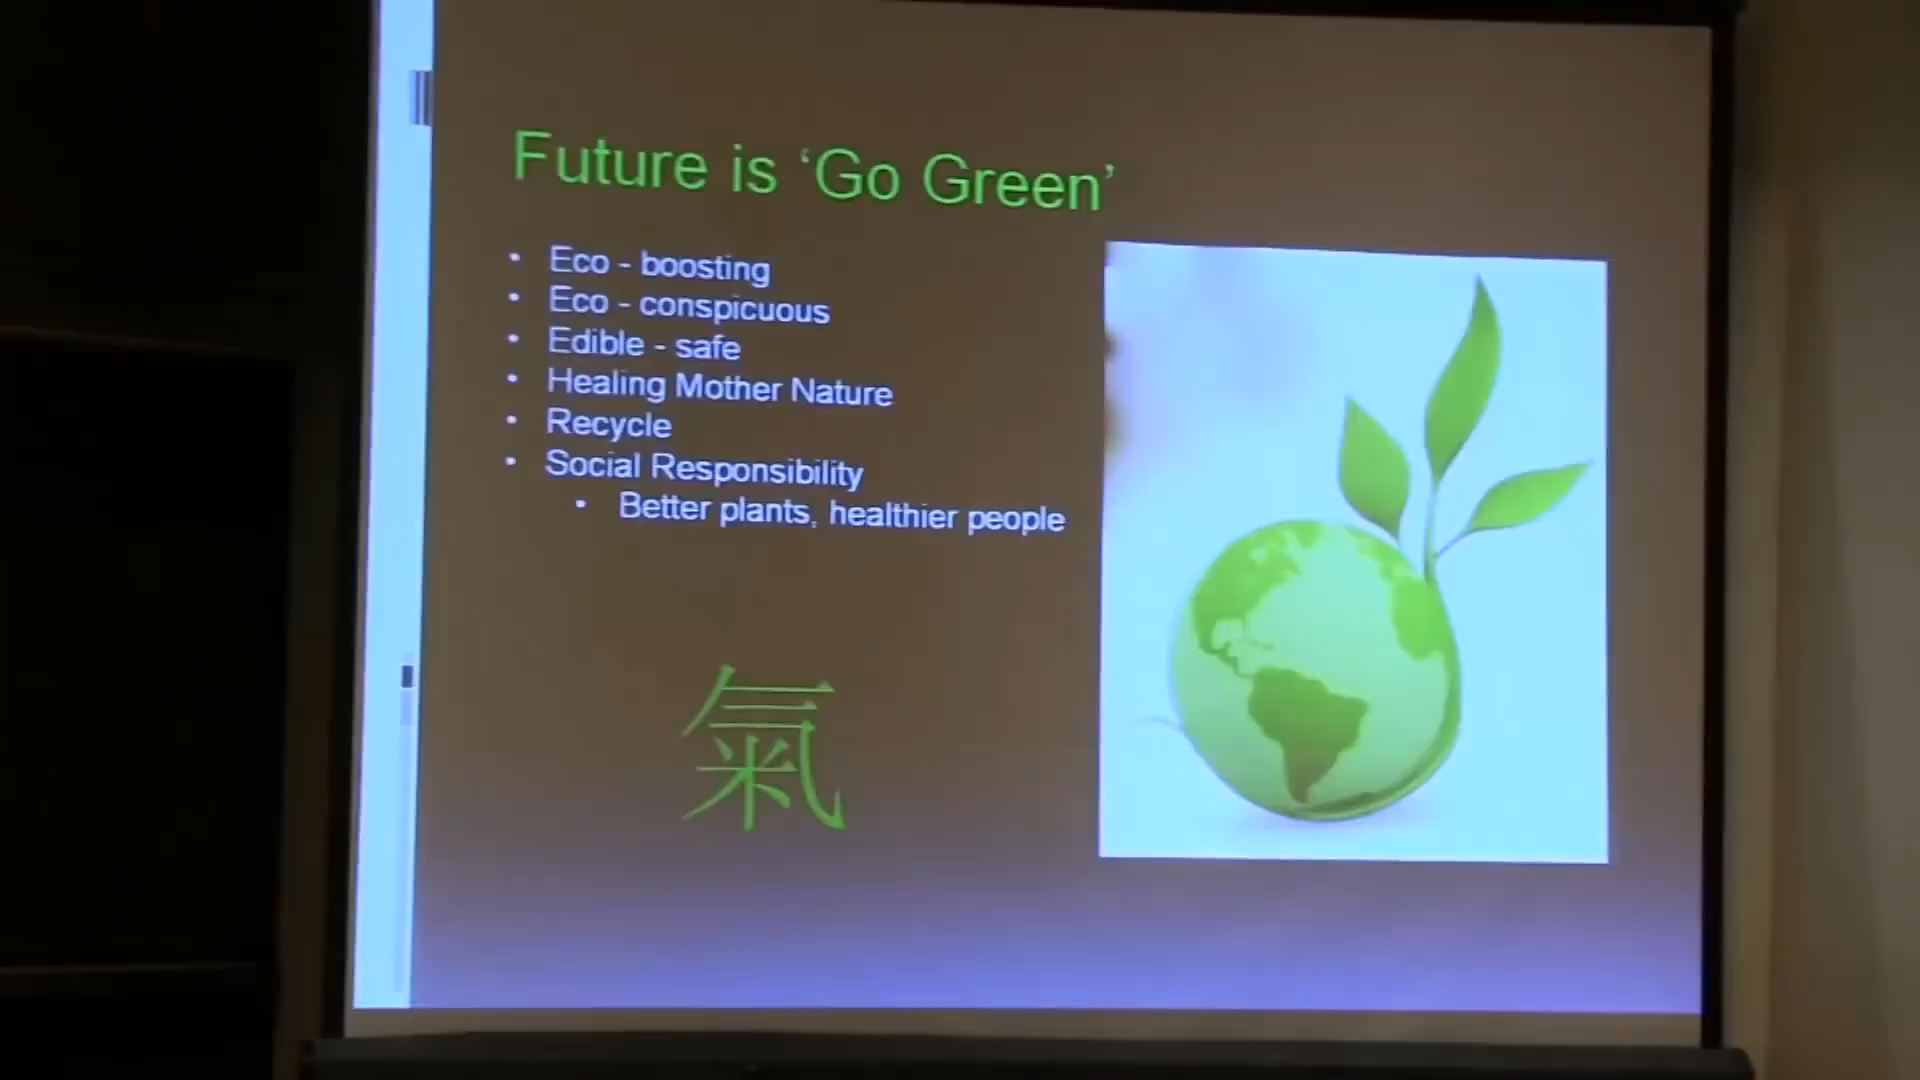 Future is ‘Go Green’
• Eco - boosting
• Eco - conspicuous
• Edible - safe
• Healing Mother Nature
• Recycle
• Social Responsibility
• Better plants, healthier people
氣